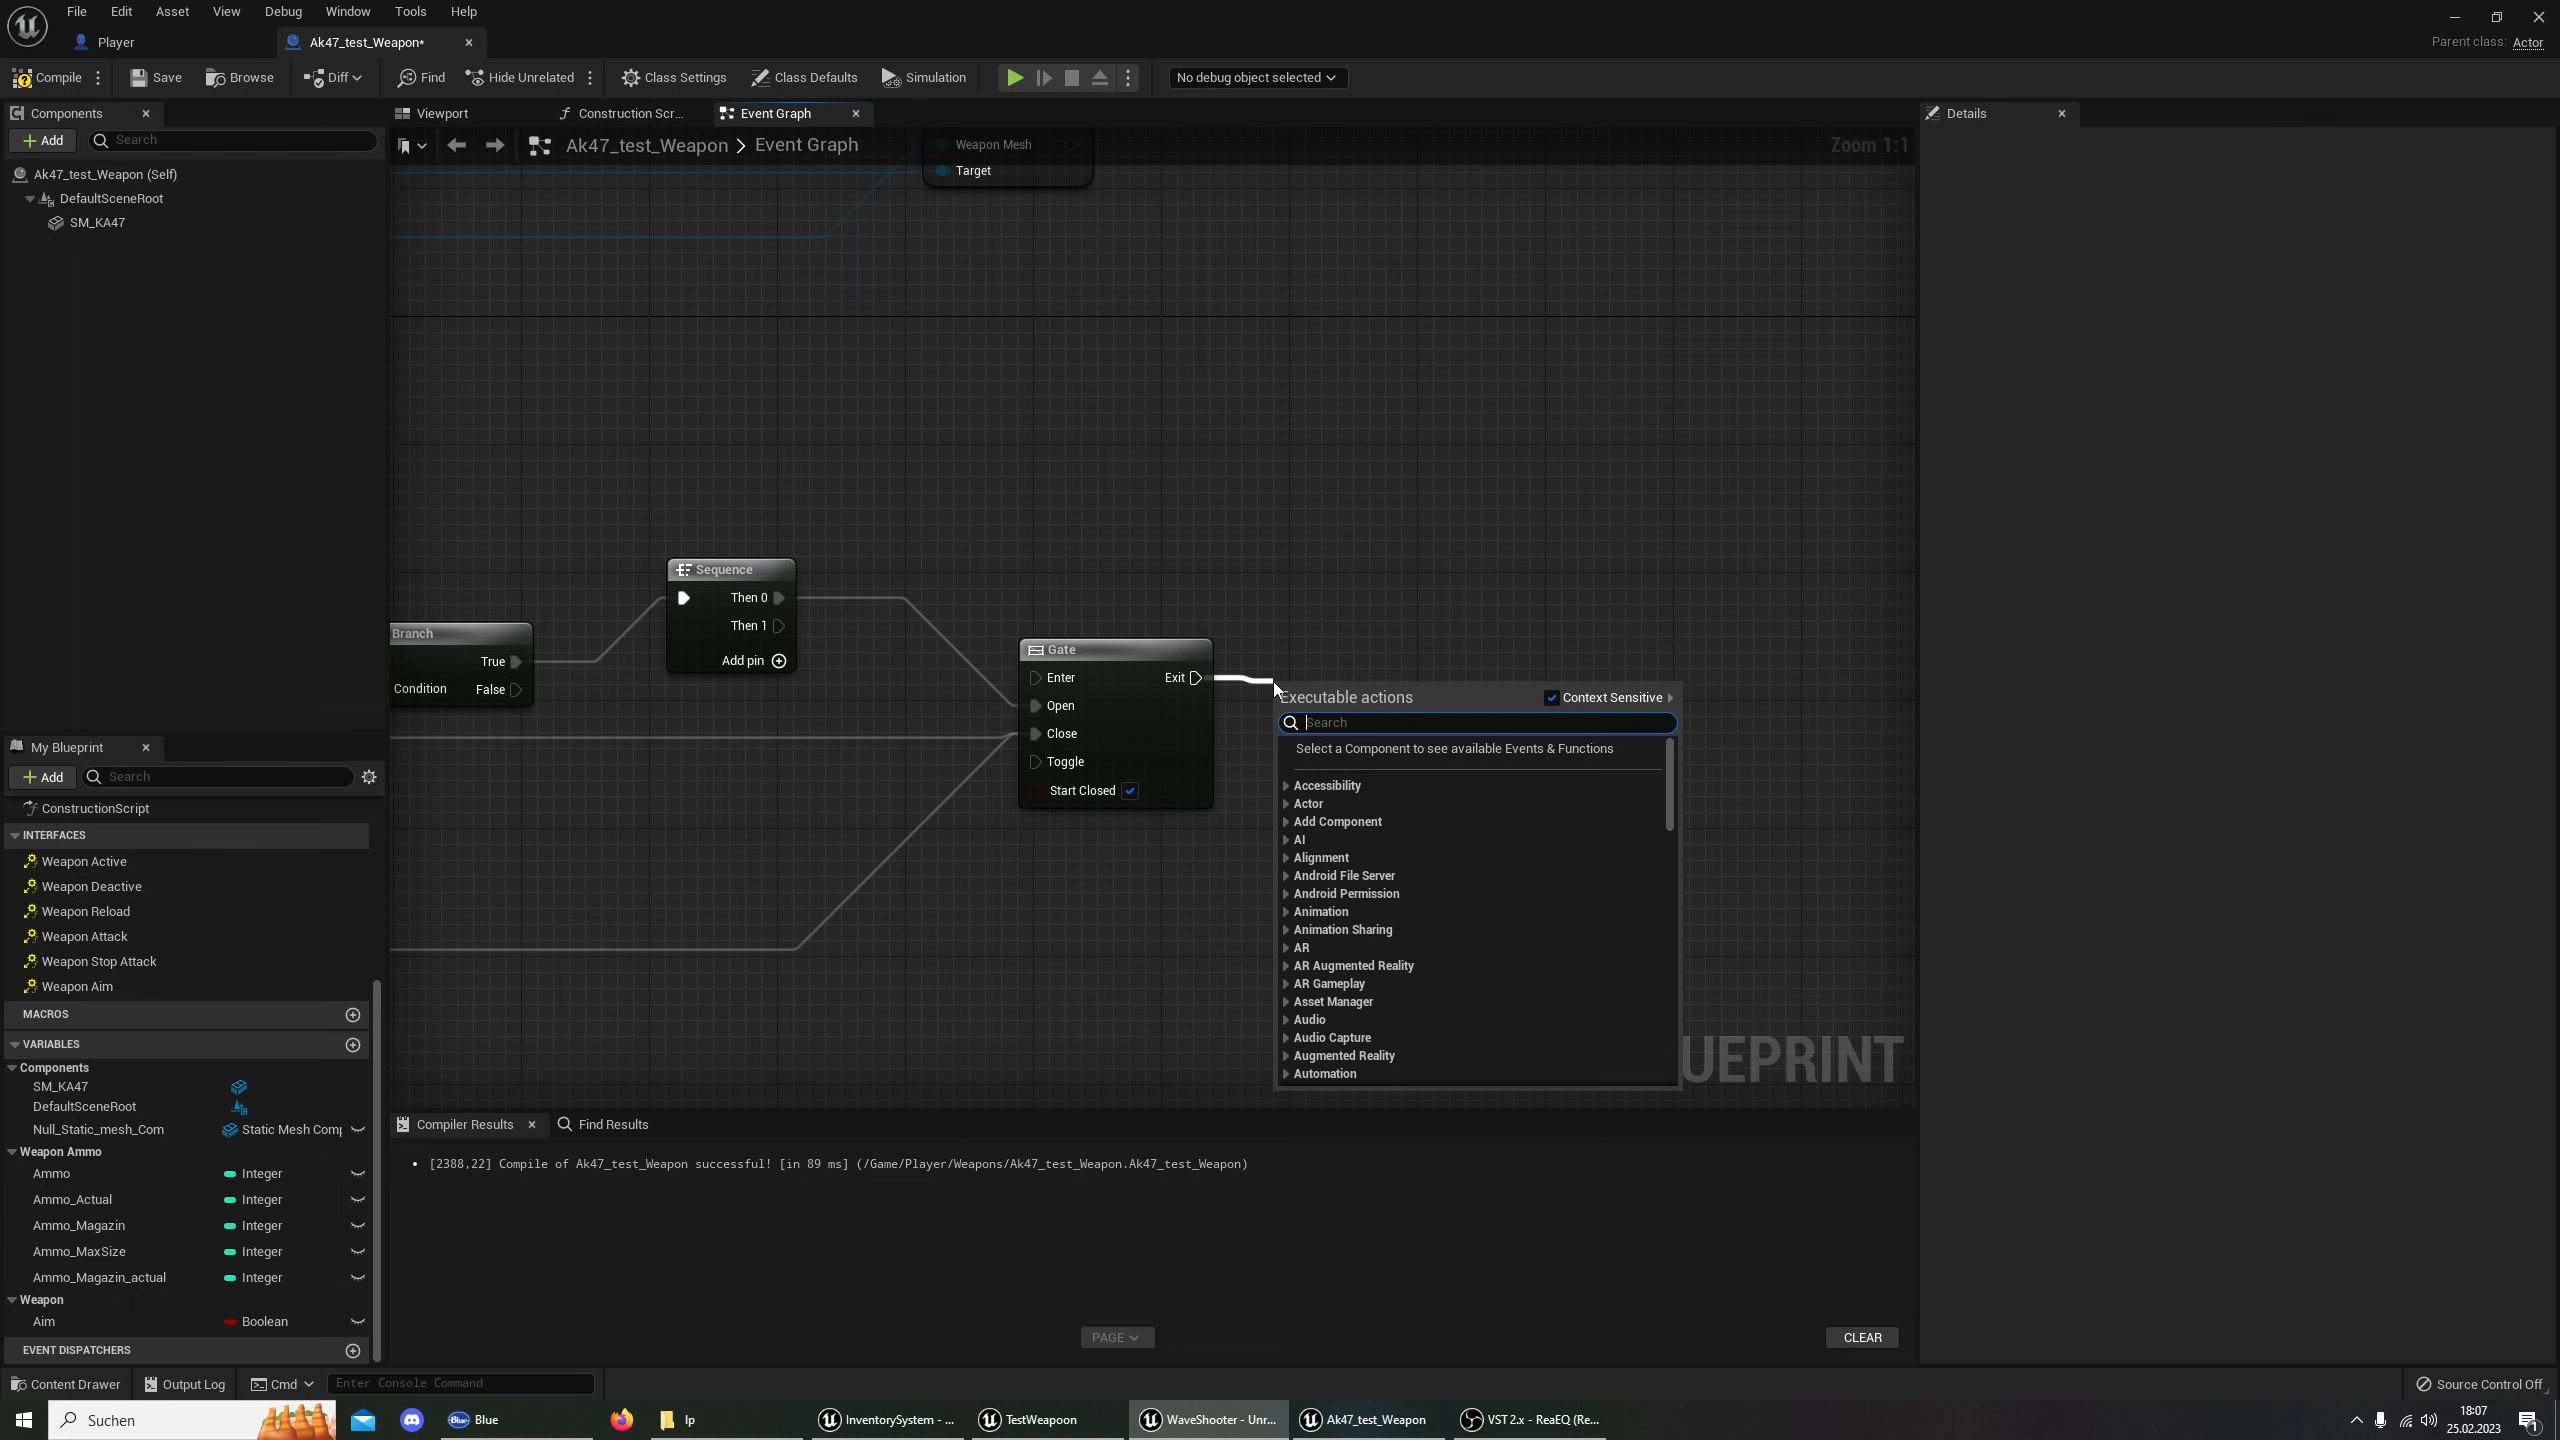 File Edit Asset View Debug Window Tools Help
Player Ak47_test_Weapon*
Parent class: Actor
Compile Save Browse Diff Find Hide Unrelated Class Settings Class Defaults Simulation No debug object selected
Components Viewport Construction Scr... Event Graph Details
Add Search
Ak47_test_Weapon > Event Graph Zoom 1:1
Ak47_test_Weapon (Self)
DefaultSceneRoot
SM_KA47
Weapon Mesh
Target
Sequence
Then 0
Then 1
Add pin
Branch
True
Condition False
Gate
Enter Exit
Open
Close
Toggle
Start Closed
Executable actions Context Sensitive
Search
Select a Component to see available Events & Functions
Accessibility
Actor
Add Component
AI
Alignment
Android File Server
Android Permission
Animation
Animation Sharing
AR
AR Augmented Reality
AR Gameplay
Asset Manager
Audio
Audio Capture
Augmented Reality
Automation
UEPRINT
My Blueprint
Add Search
ConstructionScript
INTERFACES
Weapon Active
Weapon Deactive
Weapon Reload
Weapon Attack
Weapon Stop Attack
Weapon Aim
MACROS
VARIABLES
Components
SM_KA47
DefaultSceneRoot
Null_Static_mesh_Com Static Mesh Comp
Weapon Ammo
Ammo Integer
Ammo_Actual Integer
Ammo_Magazin Integer
Ammo_MaxSize Integer
Ammo_Magazin_actual Integer
Weapon
Aim Boolean
EVENT DISPATCHERS
Compiler Results Find Results
[2388,22] Compile of Ak47_test_Weapon successful! [in 89 ms] (/Game/Player/Weapons/Ak47_test_Weapon.Ak47_test_Weapon)
PAGE CLEAR
Content Drawer Output Log Cmd Enter Console Command Source Control Off
Suchen Blue Ip InventorySystem - ... TestWeapoon WaveShooter - Unr... Ak47_test_Weapon VST 2.x - ReaEQ (Re... 18:07
25.02.2023